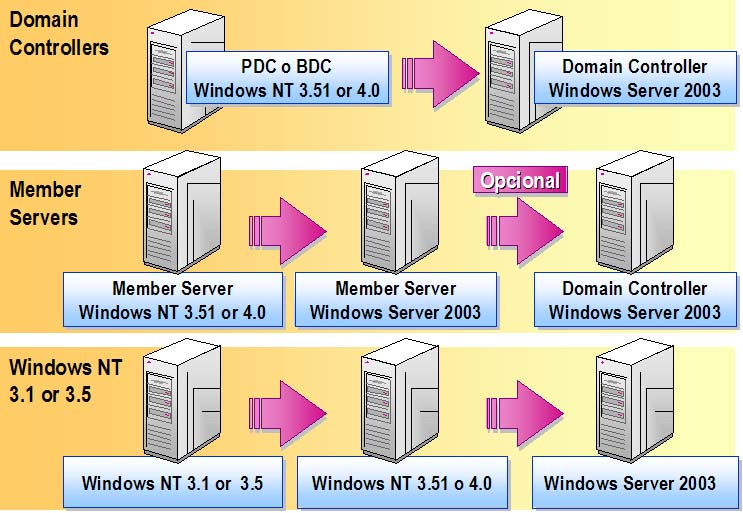 Domain
Controllers
PDC o BDC
Windows NT 3.51 or 4.0
Domain Controller
Windows Server 2003
Member
Servers
Opcional
Member Server
Windows NT 3.51 or 4.0
Member Server
Windows Server 2003
Domain Controller
Windows Server 2003
Windows NT
3.1 or 3.5
Windows NT 3.1 or 3.5
Windows NT 3.51 o 4.0
Windows Server 2003